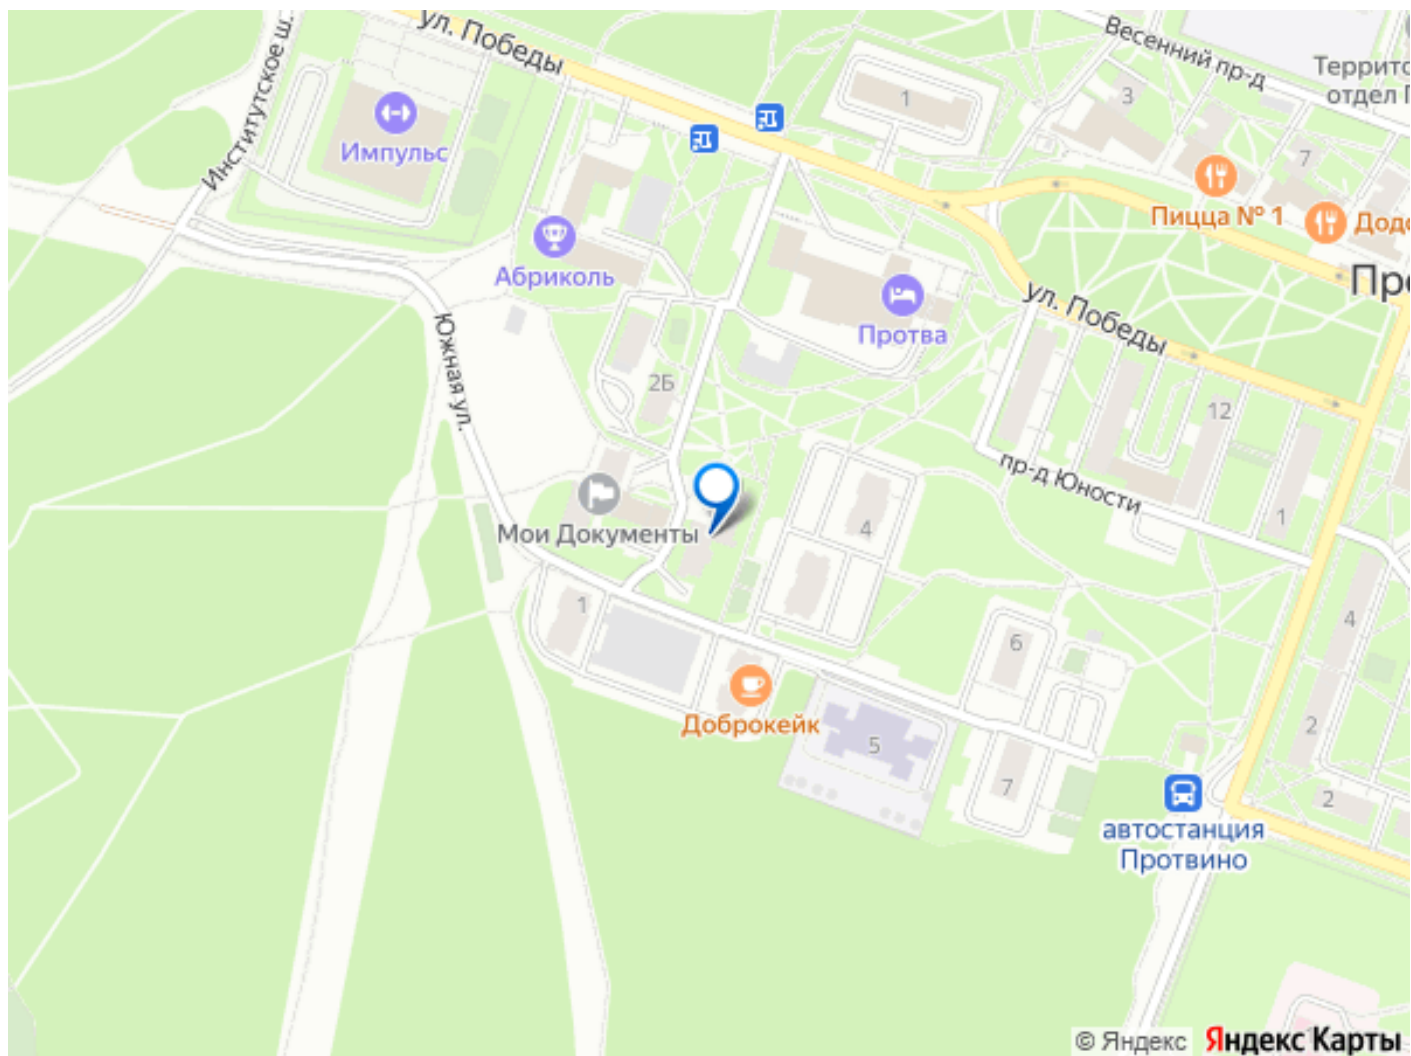 ул. Победы
Весенний пр-д
Институтское ш.
Террито
отдел Г
1
3
7
Импульс
Пицца № 1
Додо
Абриколь
Про
ул. Победы
Протва
Южная ул.
2Б
12
пр-д Юности
1
Мои Документы
4
1
4
6
Доброкейк
5
2
7
2
автостанция
Протвино
© Яндекс Яндекс Карты